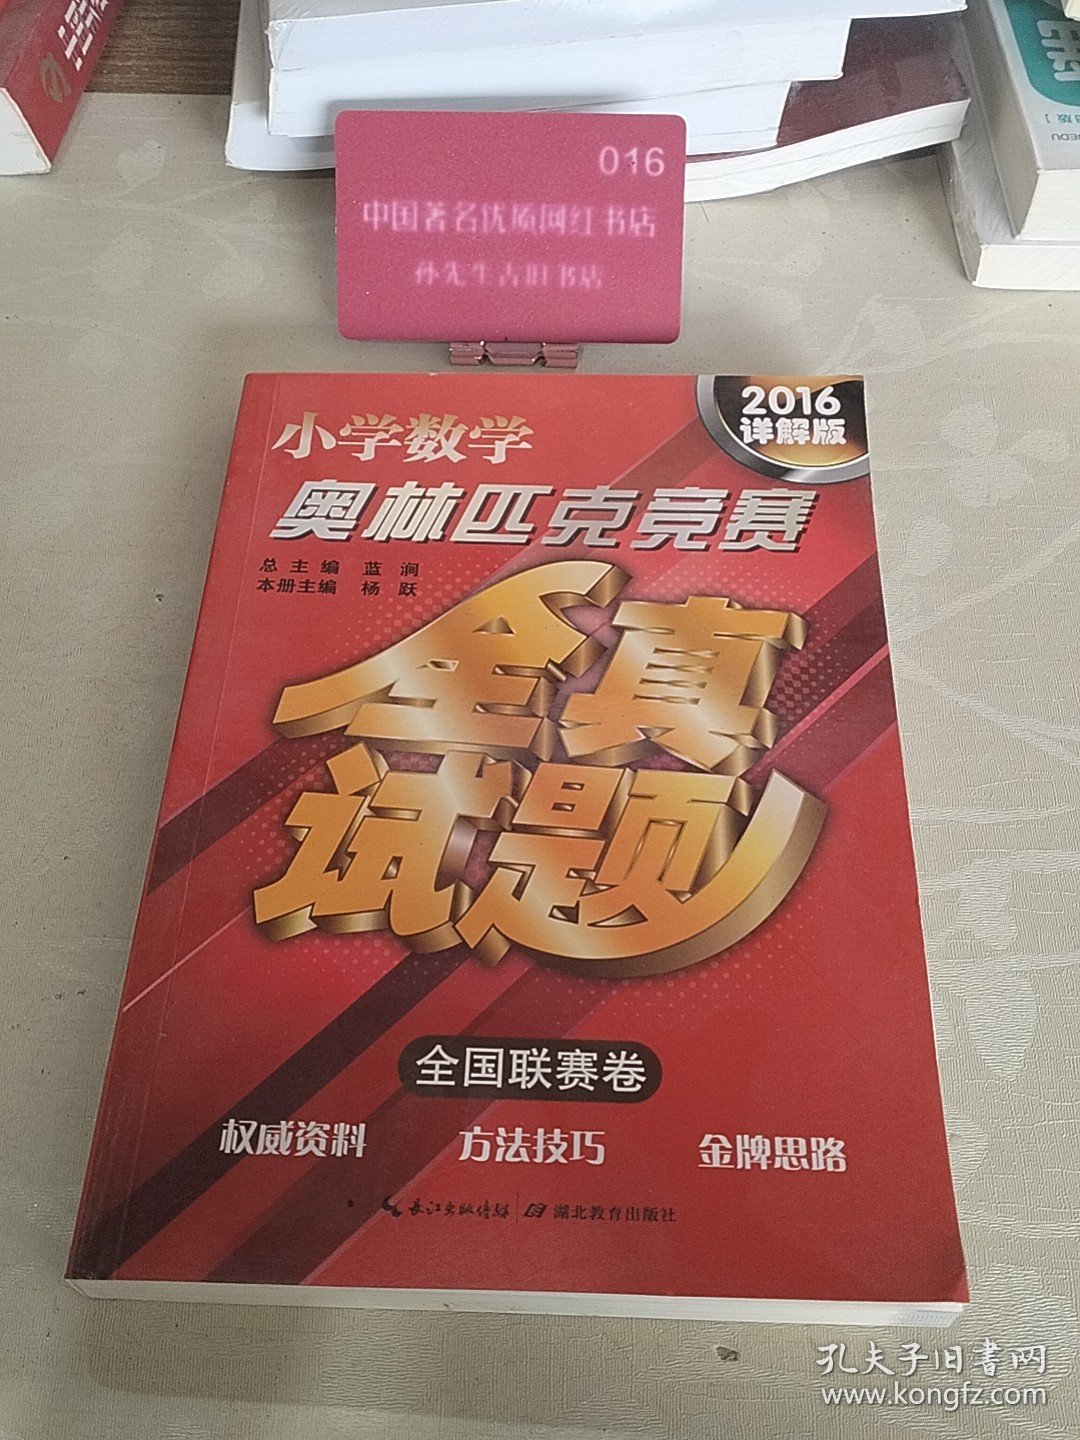 016
中国著名优质网红书店
孙先生古旧书店
2016
详解版
小学数学
奥林匹克竞赛
总主编 蓝涧
本册主编 杨跃
全真
试题
全国联赛卷
权威资料 方法技巧 金牌思路
长江出版传媒 湖北教育出版社
孔夫子旧書网
www.kongfz.com